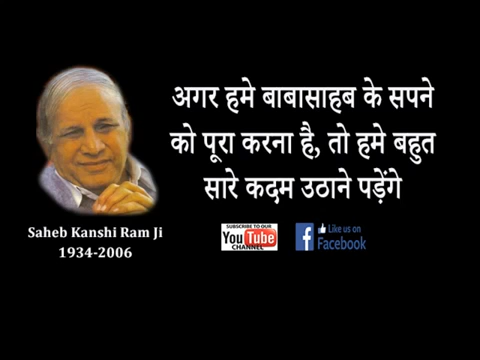 अगर हमे बाबासाहब के सपने
को पूरा करना है, तो हमे बहुत
सारे कदम उठाने पड़ेंगे
Saheb Kanshi Ram Ji
1934-2006
SUBSCRIBE TO OUR
YouTube
CHANNEL
Like us on
Facebook